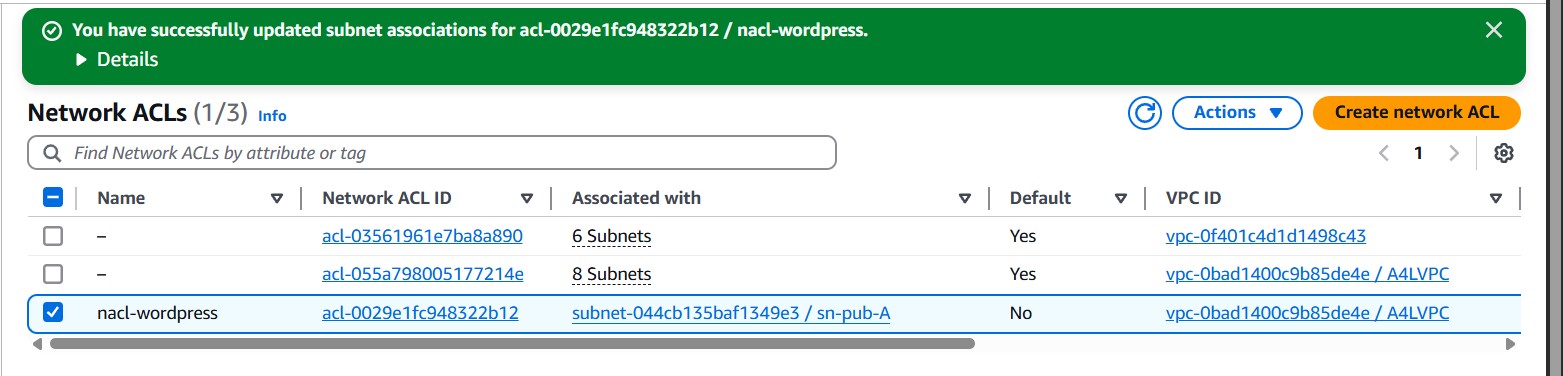 You have successfully updated subnet associations for acl-0029e1fc948322b12 / nacl-wordpress.
Details
Network ACLs (1/3) Info
Actions
Create network ACL
Find Network ACLs by attribute or tag
1
Name Network ACL ID Associated with Default VPC ID
– acl-03561961e7ba8a890 6 Subnets Yes vpc-0f401c4d1d1498c43
– acl-055a798005177214e 8 Subnets Yes vpc-0bad1400c9b85de4e / A4LVPC
nacl-wordpress acl-0029e1fc948322b12 subnet-044cb135baf1349e3 / sn-pub-A No vpc-0bad1400c9b85de4e / A4LVPC